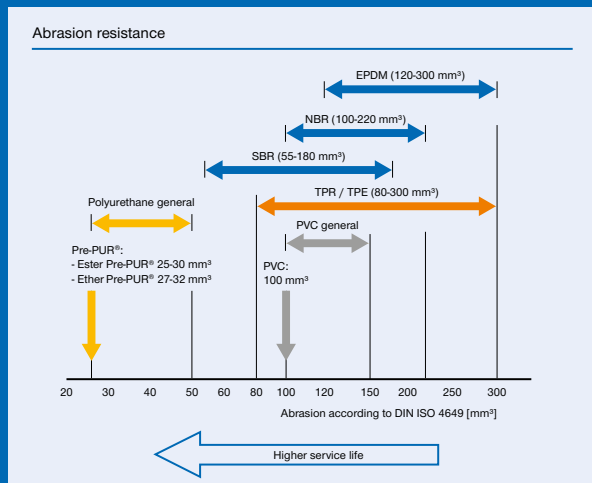 Abrasion resistance
EPDM (120-300 mm³)
NBR (100-220 mm³)
SBR (55-180 mm³)
TPR / TPE (80-300 mm³)
Polyurethane general
PVC general
Pre-PUR®:
- Ester Pre-PUR® 25-30 mm³
- Ether Pre-PUR® 27-32 mm³
PVC:
100 mm³
20 30 40 50 60 80 100 120 150 200 250 300
Abrasion according to DIN ISO 4649 [mm³]
Higher service life